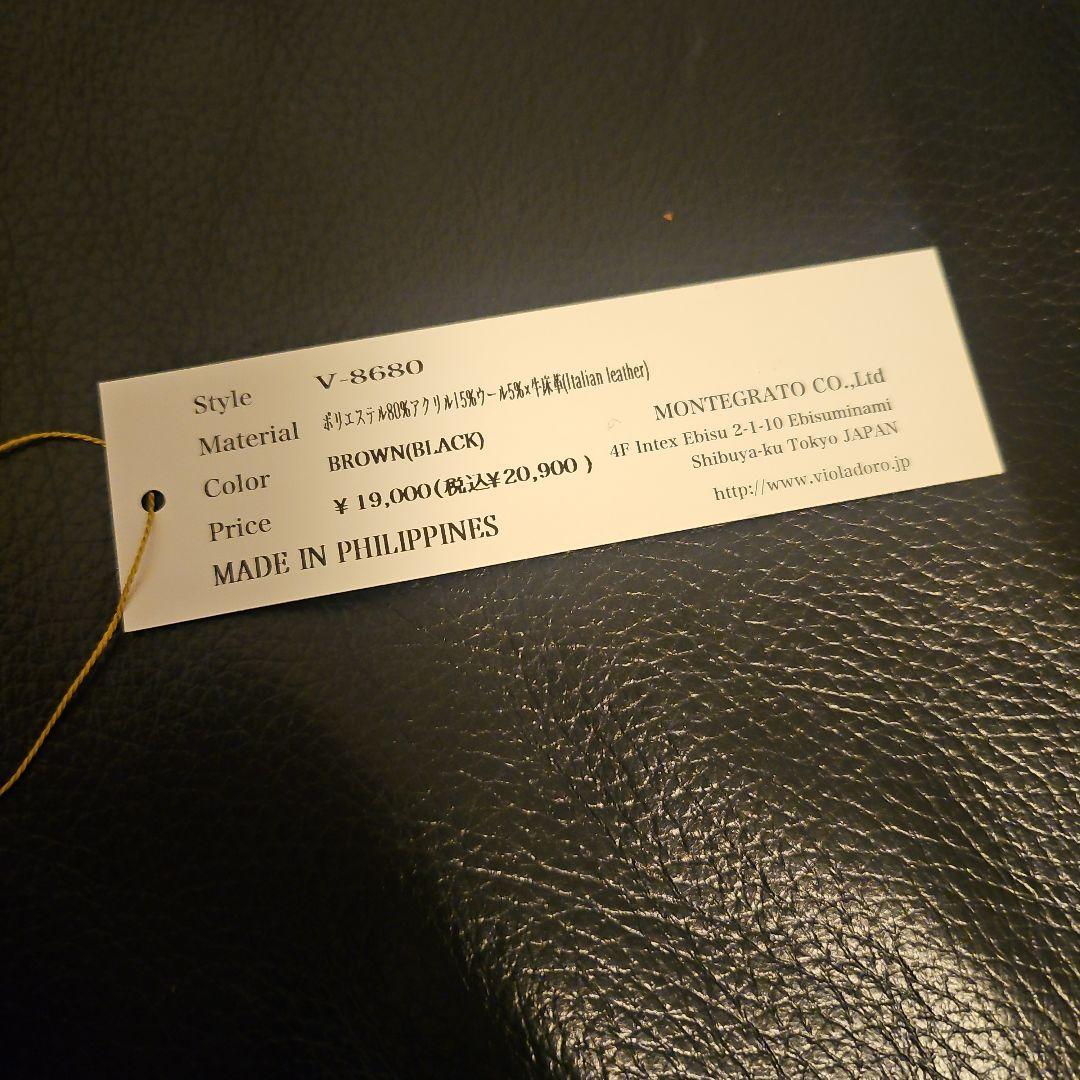 Style V-8680
Material ポリエステル80%アクリル15%ウール5%×牛床革(Italian leather)
Color BROWN(BLACK)
Price ¥ 19,000(税込¥20,900 )
MADE IN PHILIPPINES
MONTEGRATO CO.,Ltd
4F Intex Ebisu 2-1-10 Ebisuminami
Shibuya-ku Tokyo JAPAN
http://www.violadoro.jp